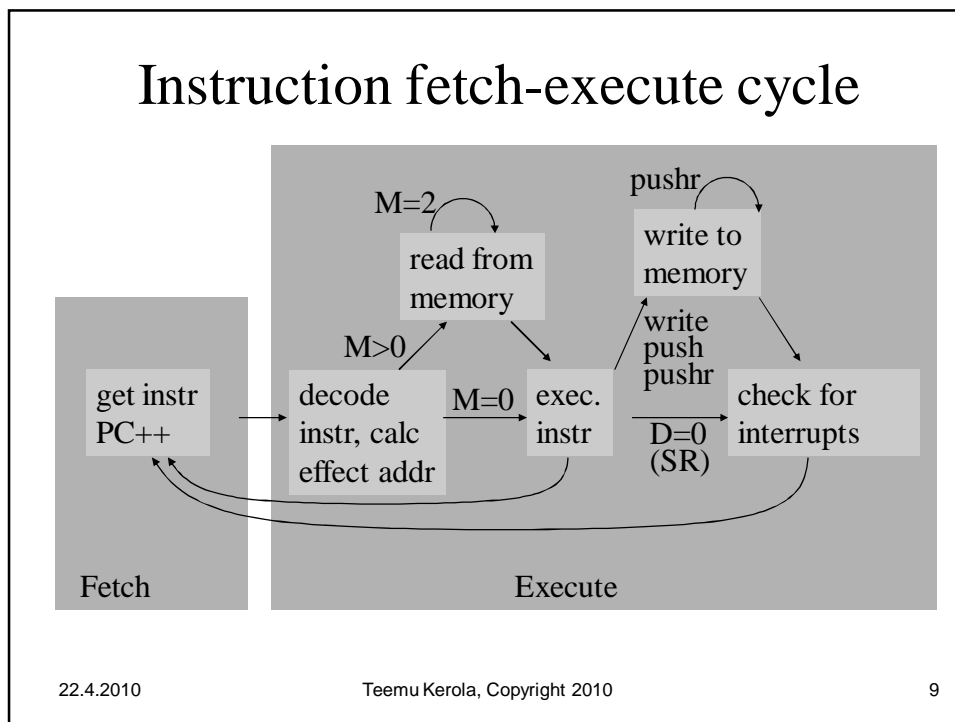 Instruction fetch-execute cycle
pushr
M=2
write to
memory
read from
memory
M>0
write
push
pushr
get instr
PC++
decode
instr, calc
effect addr
M=0
exec.
instr
D=0
(SR)
check for
interrupts
Fetch
Execute
22.4.2010
Teemu Kerola, Copyright 2010
9